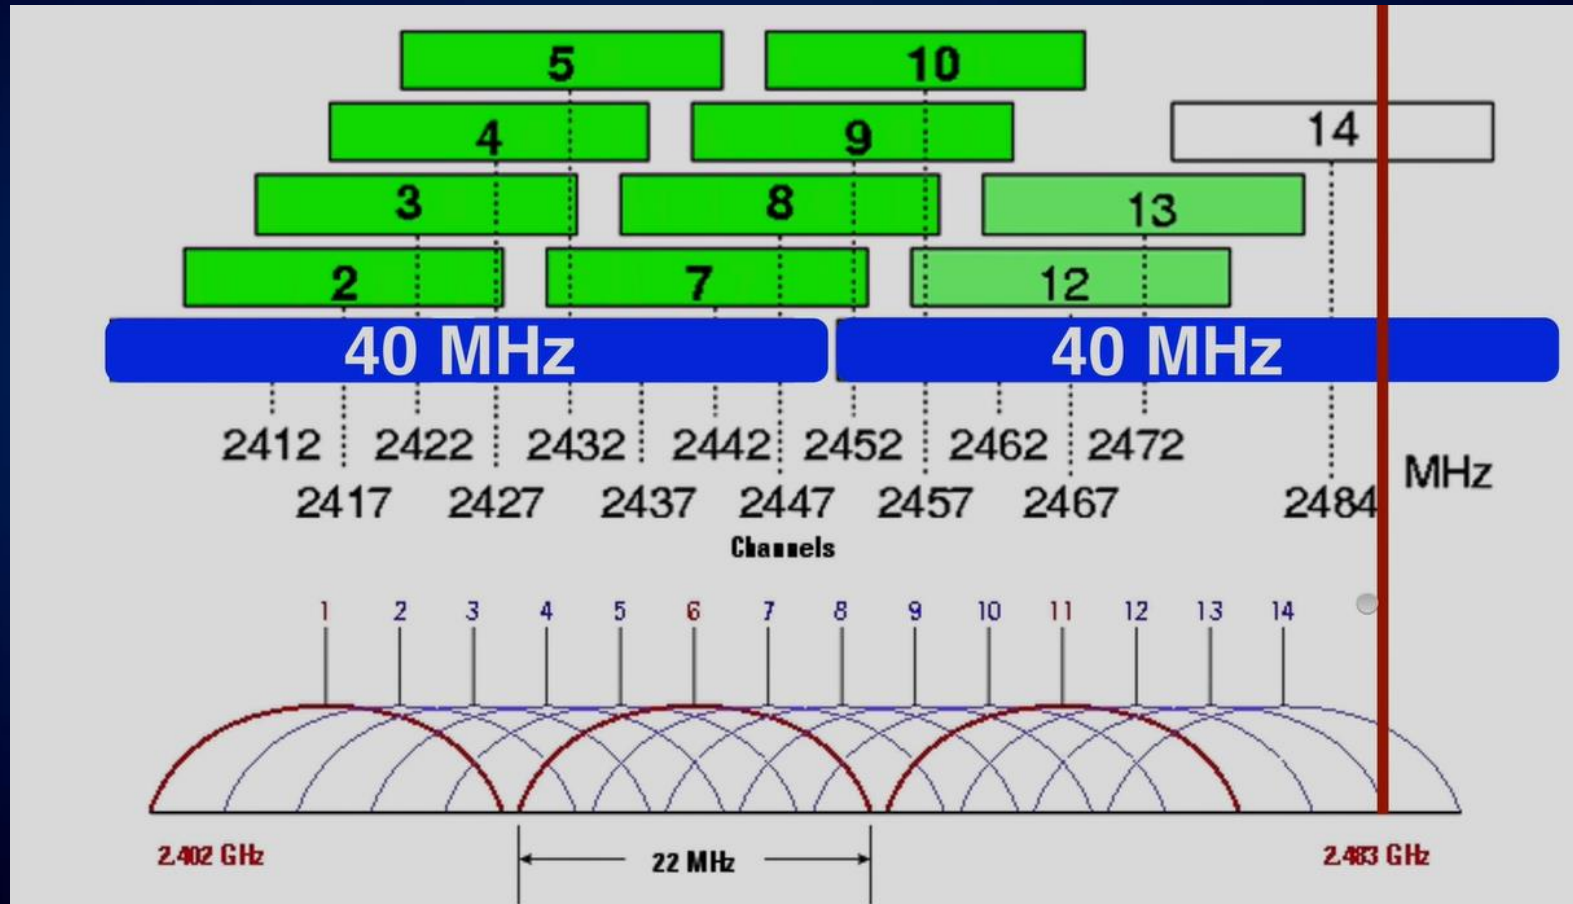 5 10
4 9 14
3 8 13
2 7 12
40 MHz 40 MHz
2412 2422 2432 2442 2452 2462 2472
MHz
2417 2427 2437 2447 2457 2467 2484
Channels
1 2 3 4 5 6 7 8 9 10 11 12 13 14
2.402 GHz 22 MHz 2.483 GHz